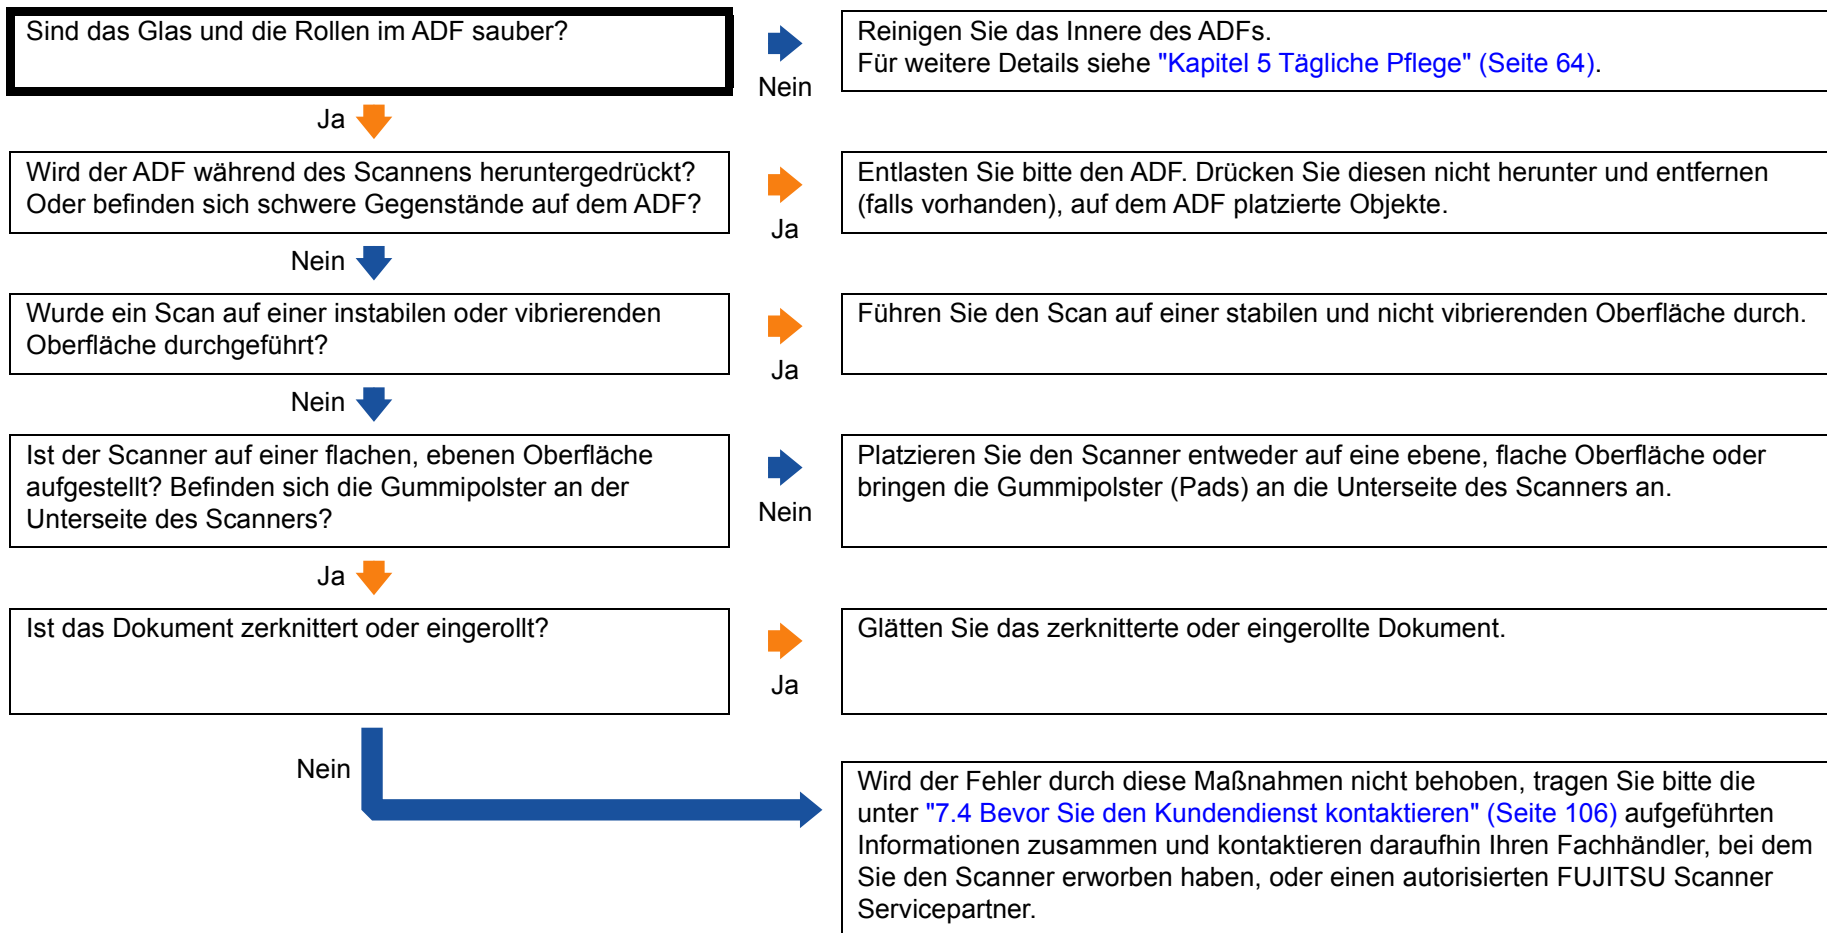 Sind das Glas und die Rollen im ADF sauber?
Nein
Reinigen Sie das Innere des ADFs.
Für weitere Details siehe "Kapitel 5 Tägliche Pflege" (Seite 64).
Ja
Wird der ADF während des Scannens heruntergedrückt?
Oder befinden sich schwere Gegenstände auf dem ADF?
Ja
Entlasten Sie bitte den ADF. Drücken Sie diesen nicht herunter und entfernen
(falls vorhanden), auf dem ADF platzierte Objekte.
Nein
Wurde ein Scan auf einer instabilen oder vibrierenden
Oberfläche durchgeführt?
Ja
Führen Sie den Scan auf einer stabilen und nicht vibrierenden Oberfläche durch.
Nein
Ist der Scanner auf einer flachen, ebenen Oberfläche
aufgestellt? Befinden sich die Gummipolster an der
Unterseite des Scanners?
Nein
Platzieren Sie den Scanner entweder auf eine ebene, flache Oberfläche oder
bringen die Gummipolster (Pads) an die Unterseite des Scanners an.
Ja
Ist das Dokument zerknittert oder eingerollt?
Ja
Glätten Sie das zerknitterte oder eingerollte Dokument.
Nein
Wird der Fehler durch diese Maßnahmen nicht behoben, tragen Sie bitte die
unter "7.4 Bevor Sie den Kundendienst kontaktieren" (Seite 106) aufgeführten
Informationen zusammen und kontaktieren daraufhin Ihren Fachhändler, bei dem
Sie den Scanner erworben haben, oder einen autorisierten FUJITSU Scanner
Servicepartner.